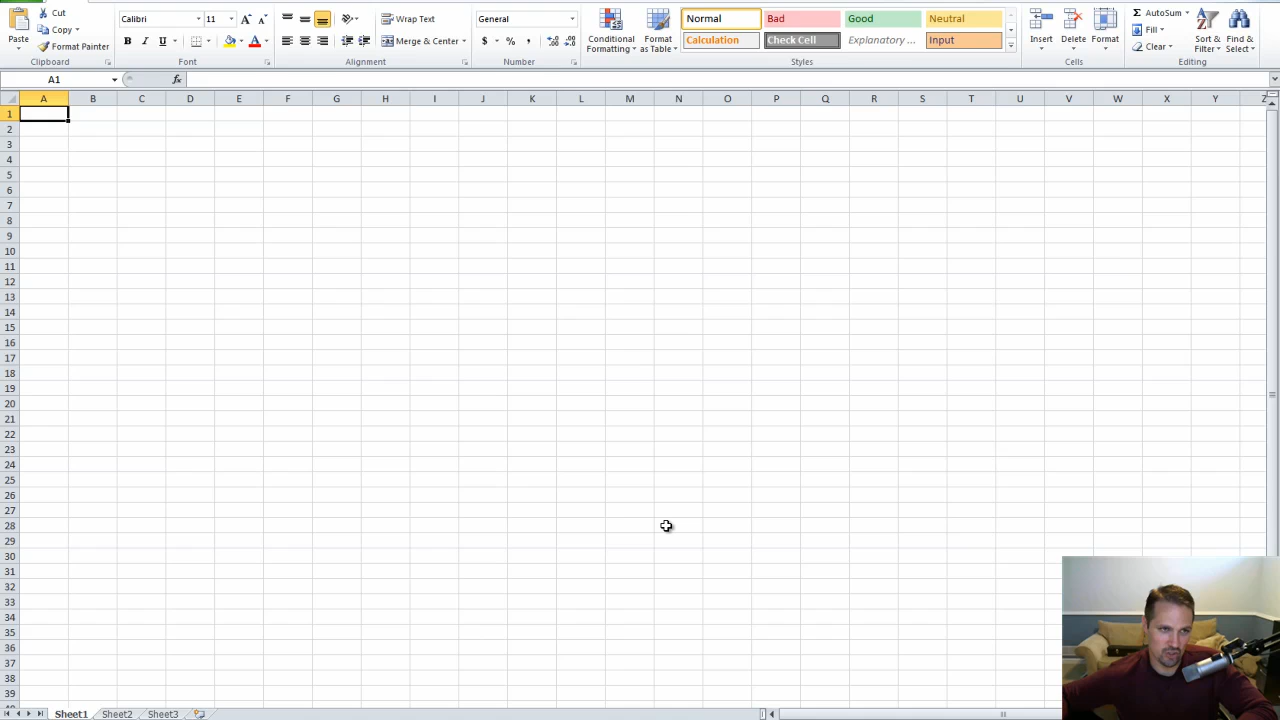 Cut
Calibri
11
Wrap Text
General
Normal
Bad
Good
Neutral
AutoSum
Copy
Fill
Paste
Format Painter
B I U
Merge & Center
$ % ,
Conditional Formatting
Format as Table
Calculation
Check Cell
Explanatory ...
Input
Insert
Delete
Format
Clear
Sort & Filter
Find & Select
Clipboard
Font
Alignment
Number
Styles
Cells
Editing
A1
fx
A B C D E F G H I J K L M N O P Q R S T U V W X Y Z
1
2
3
4
5
6
7
8
9
10
11
12
13
14
15
16
17
18
19
20
21
22
23
24
25
26
27
28
29
30
31
32
33
34
35
36
37
38
39
Sheet1 Sheet2 Sheet3